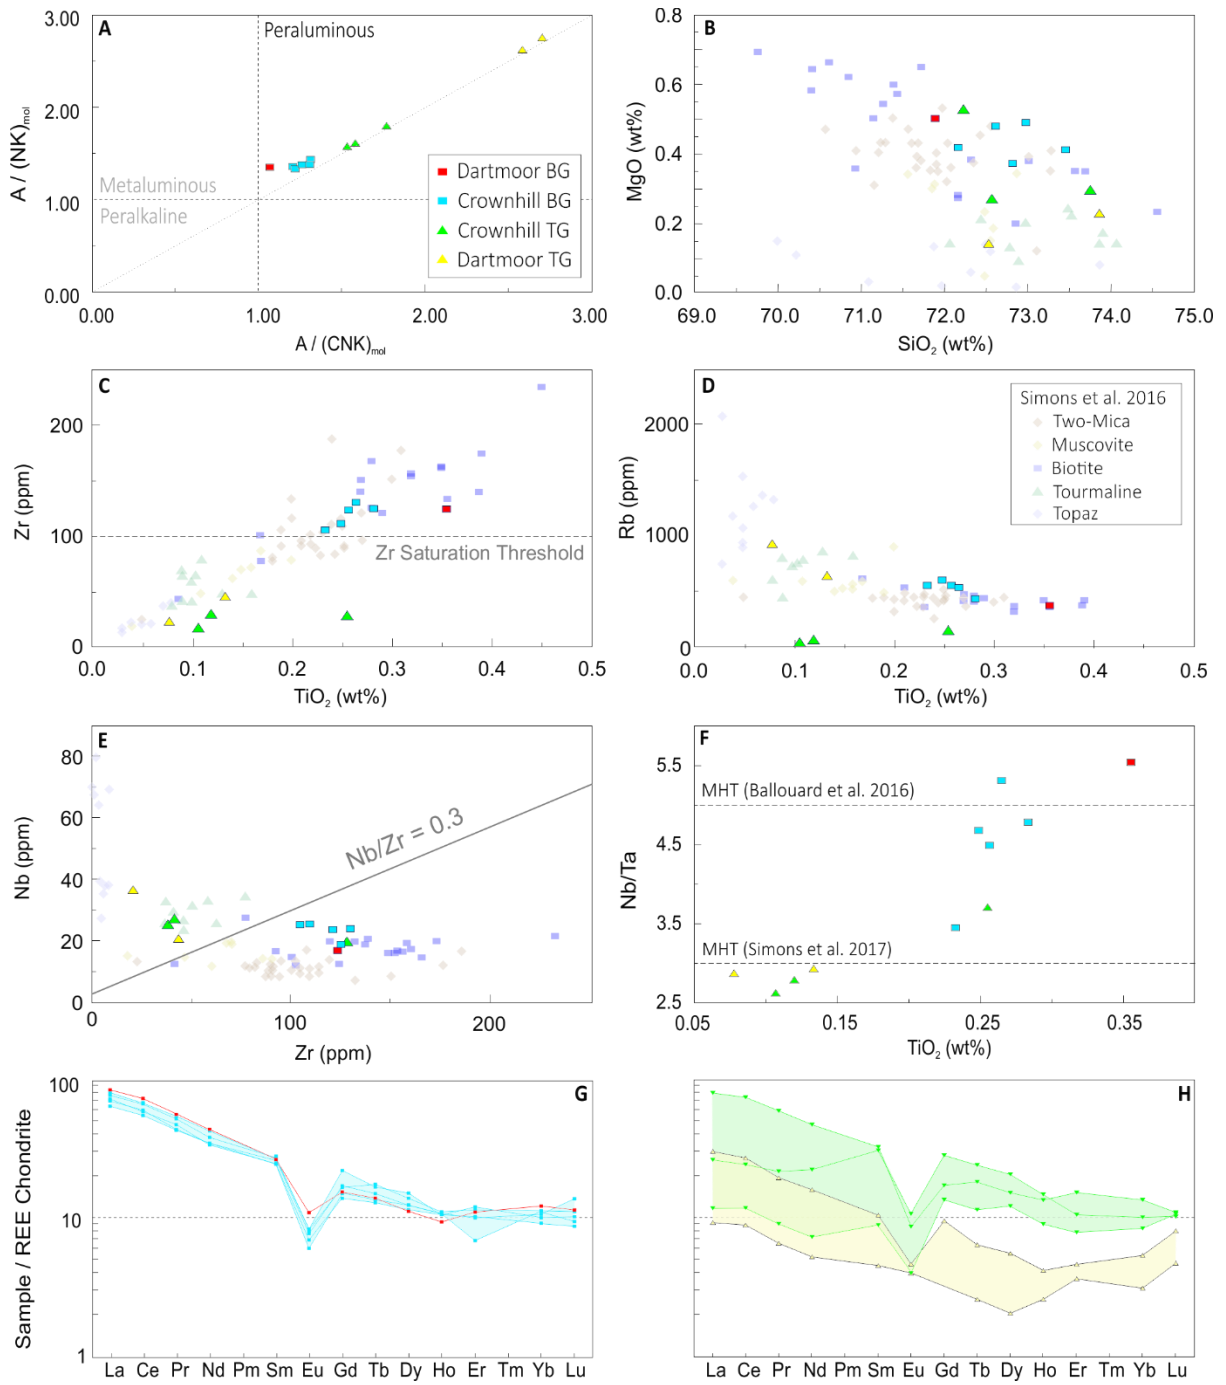 A
3.00
2.00
1.00
0.00
A / (NK)mol
Peraluminous
Metaluminous
Peralkaline
Dartmoor BG
Crownhill BG
Crownhill TG
Dartmoor TG
0.00
1.00
2.00
3.00
A / (CNK)mol
B
0.8
0.6
0.4
0.2
0.0
MgO (wt%)
69.0
70.0
71.0
72.0
73.0
74.0
75.0
SiO2 (wt%)
C
200
100
0
Zr (ppm)
Zr Saturation Threshold
0.0
0.1
0.2
0.3
0.4
0.5
TiO2 (wt%)
D
2000
1000
0
Rb (ppm)
Simons et al. 2016
Two-Mica
Muscovite
Biotite
Tourmaline
Topaz
0.0
0.1
0.2
0.3
0.4
0.5
TiO2 (wt%)
E
80
60
40
20
0
Nb (ppm)
Nb/Zr = 0.3
0
100
200
Zr (ppm)
F
5.5
4.5
3.5
2.5
Nb/Ta
MHT (Ballouard et al. 2016)
MHT (Simons et al. 2017)
0.05
0.15
0.25
0.35
TiO2 (wt%)
G
100
10
1
Sample / REE Chondrite
La Ce Pr Nd Pm Sm Eu Gd Tb Dy Ho Er Tm Yb Lu
H
La Ce Pr Nd Pm Sm Eu Gd Tb Dy Ho Er Tm Yb Lu